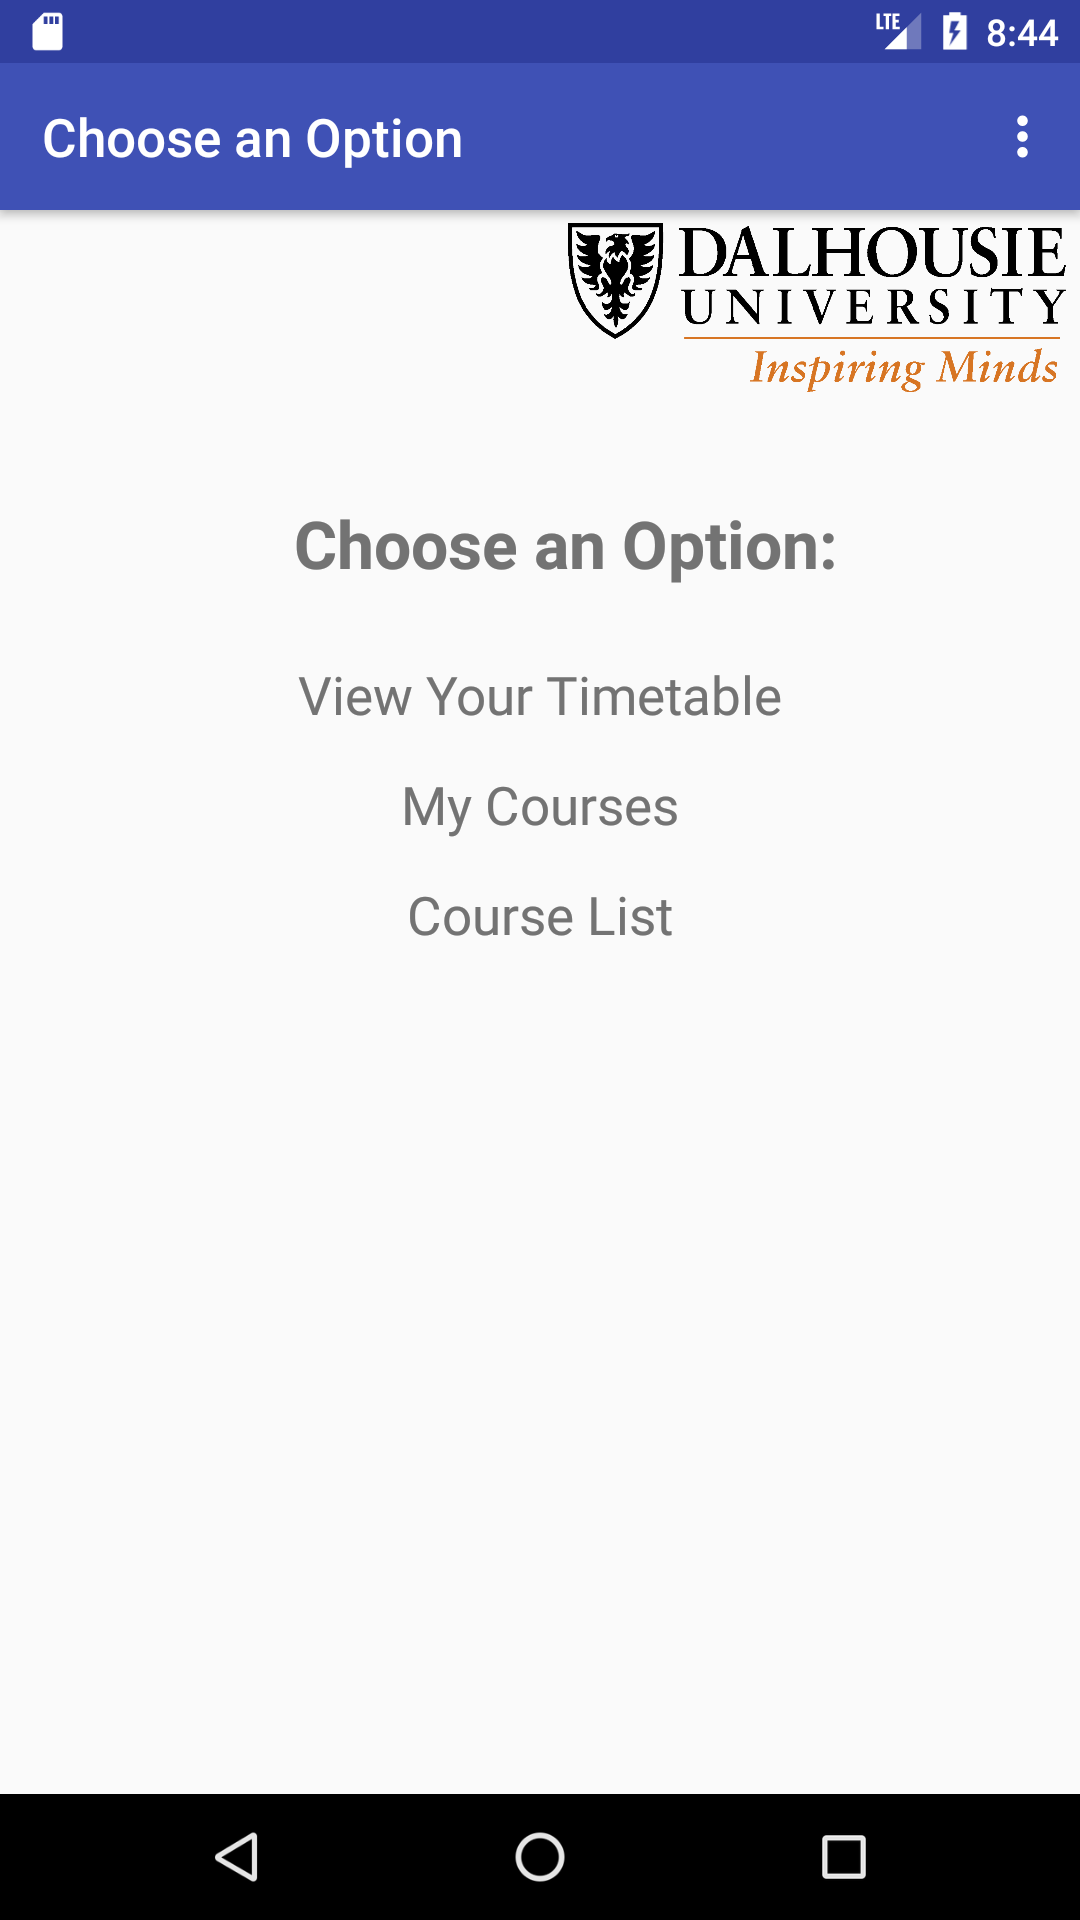 LTE 8:44
Choose an Option
DALHOUSIE
UNIVERSITY
Inspiring Minds
Choose an Option:
View Your Timetable
My Courses
Course List